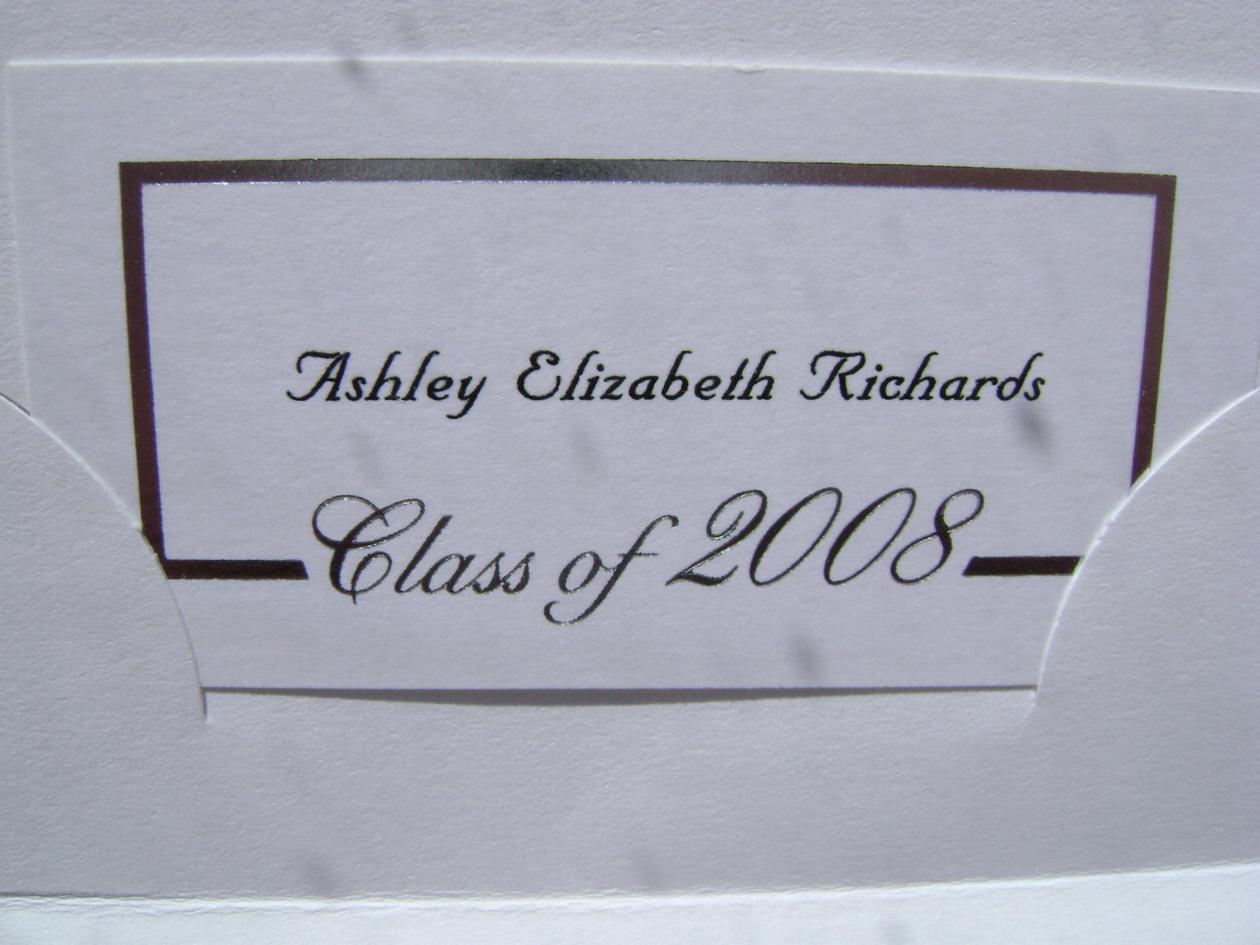 Ashley Elizabeth Richards
Class of 2008